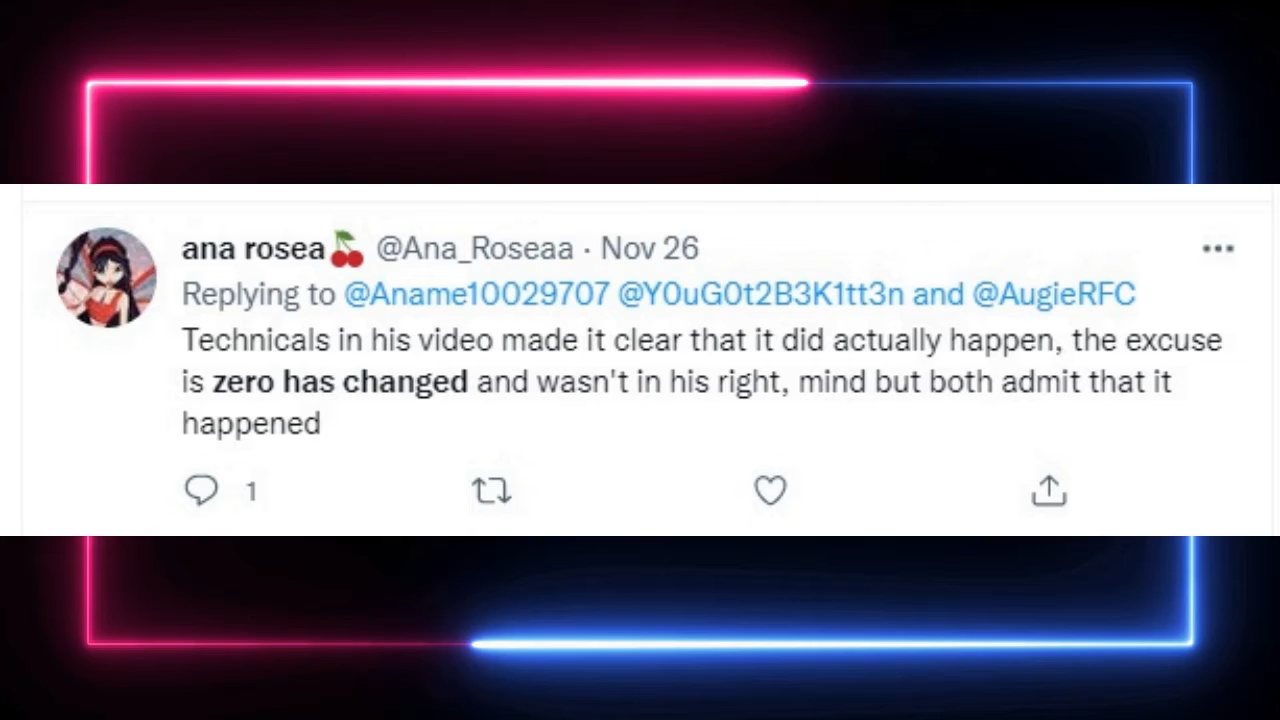 ana rosea🍒 @Ana_Roseaa · Nov 26
Replying to @Aname10029707 @Y0uG0t2B3K1tt3n and @AugieRFC
Technicals in his video made it clear that it did actually happen, the excuse
is zero has changed and wasn't in his right, mind but both admit that it
happened
1